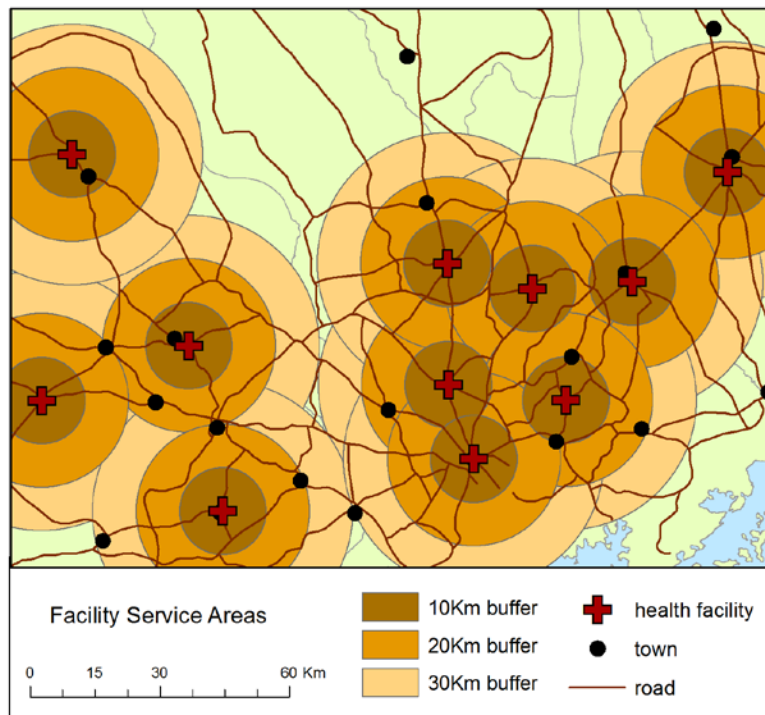 Facility Service Areas
0 15 30 60 Km
10Km buffer
20Km buffer
30Km buffer
health facility
town
road